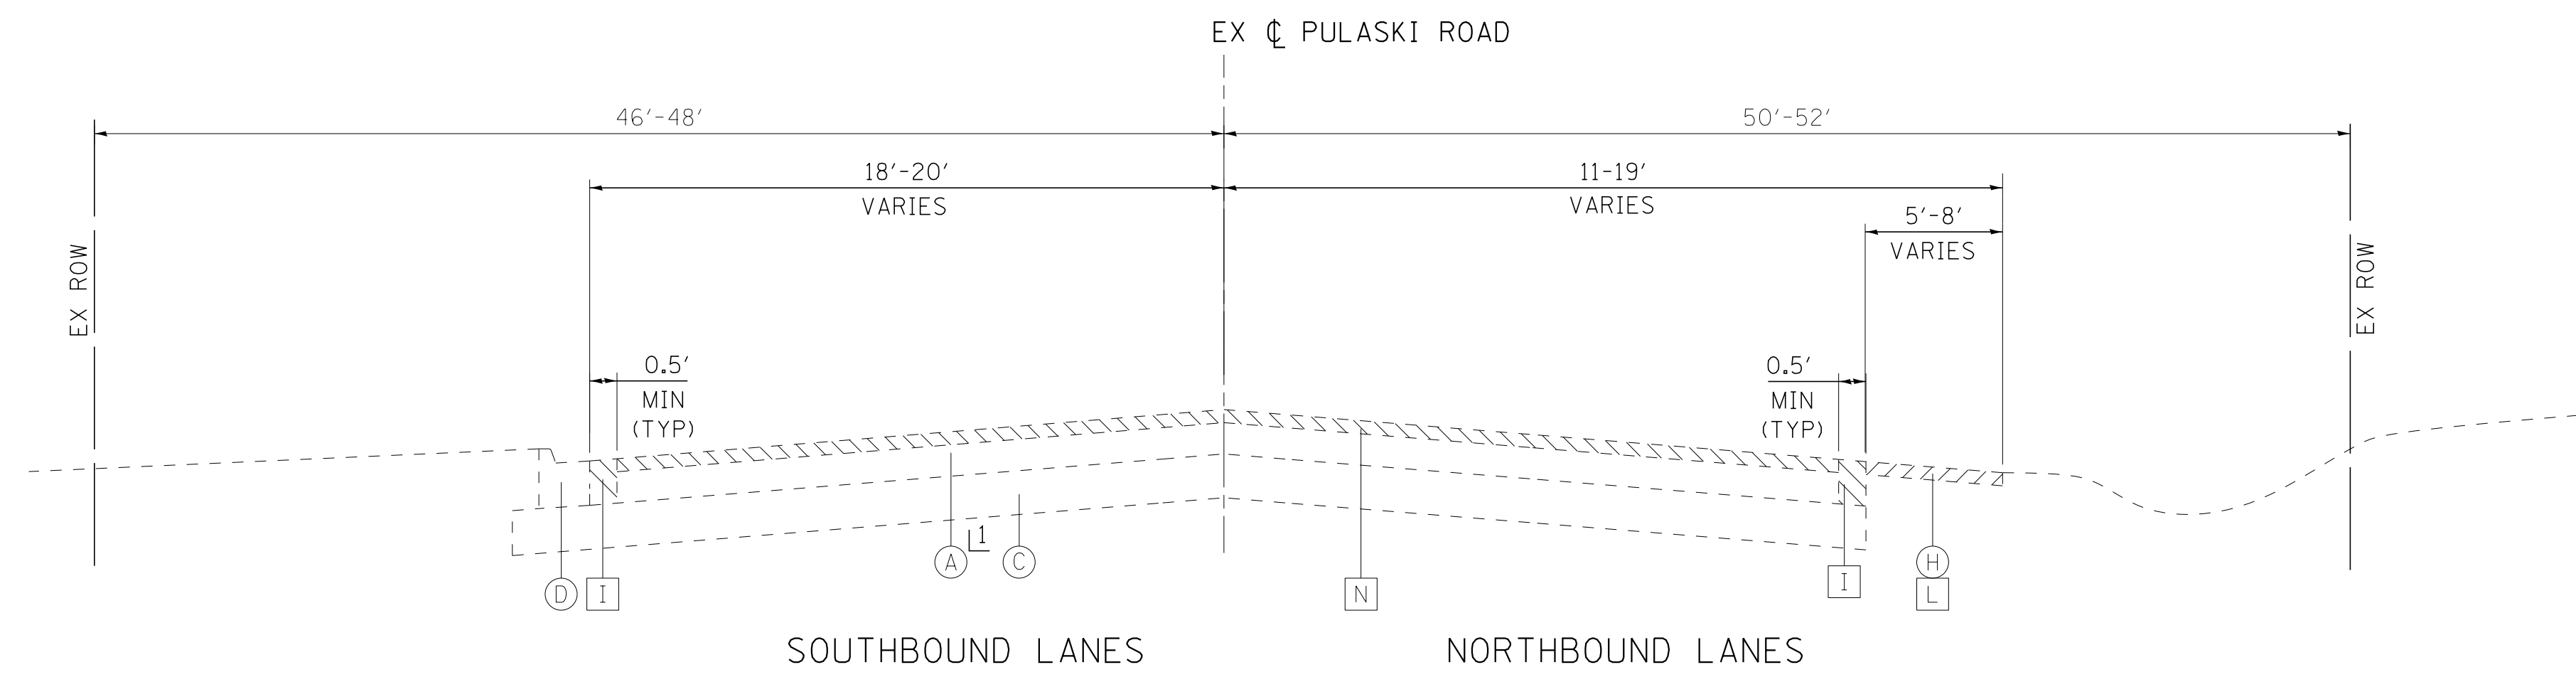 EX ℄ PULASKI ROAD
46'-48'
50'-52'
18'-20'
VARIES
11-19'
VARIES
5'-8'
VARIES
EX ROW
EX ROW
0.5'
MIN
(TYP)
0.5'
MIN
(TYP)
1
A
C
H
D
I
N
I
L
SOUTHBOUND LANES
NORTHBOUND LANES